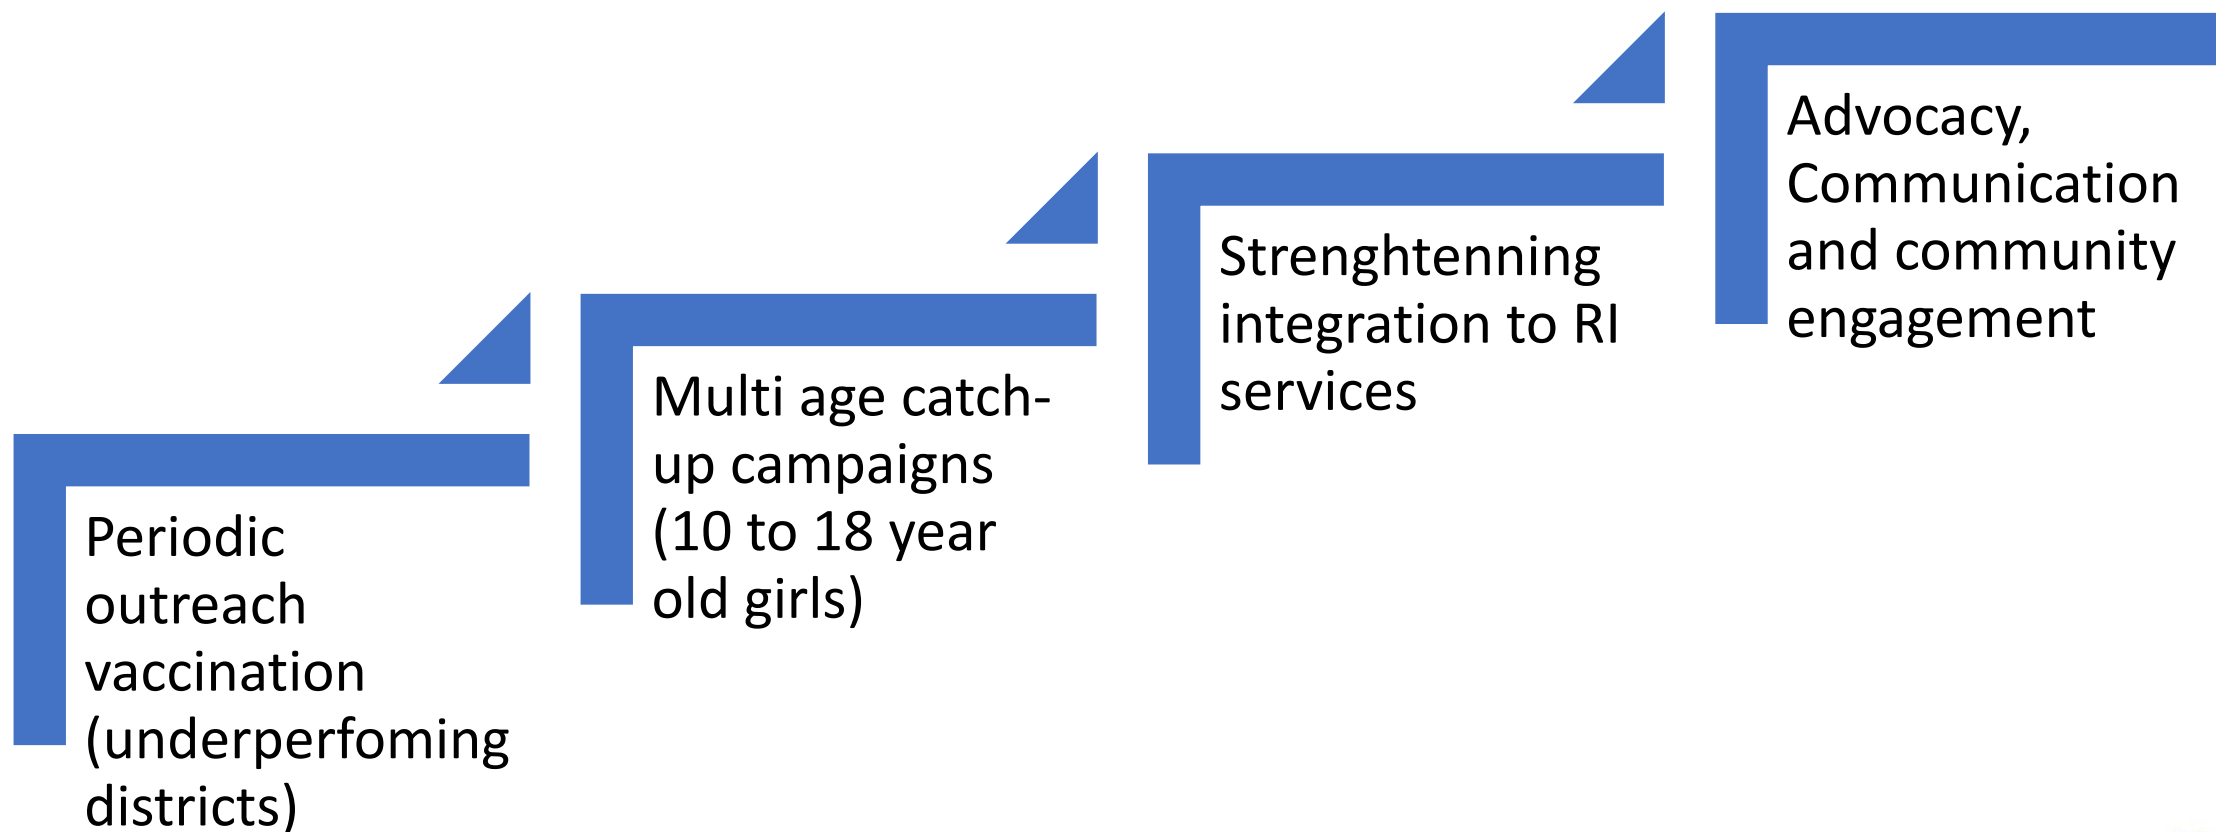 Periodic
outreach
vaccination
(underperfoming
districts)
Multi age catch-
up campaigns
(10 to 18 year
old girls)
Strenghtenning
integration to RI
services
Advocacy,
Communication
and community
engagement